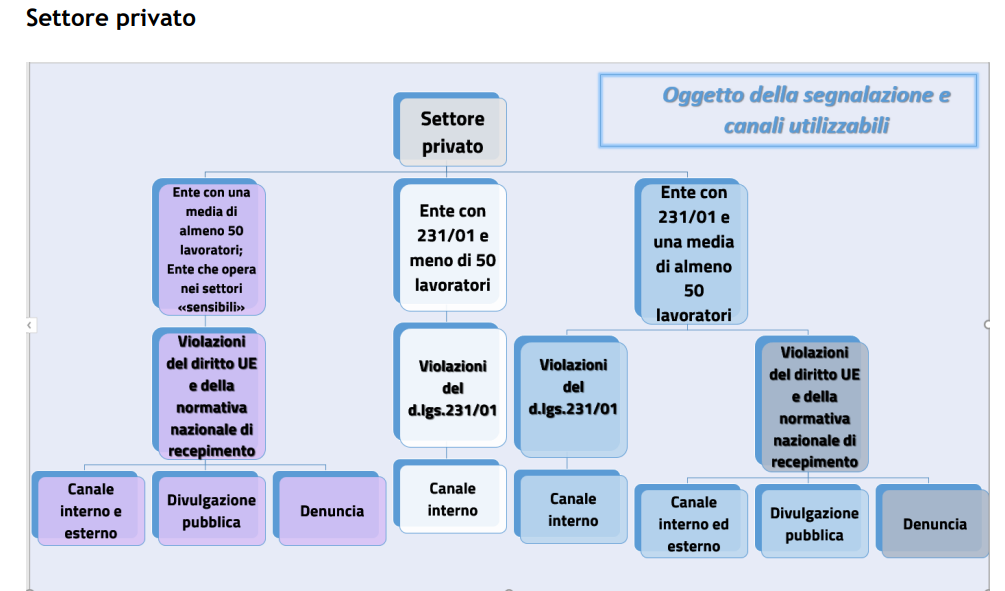 Settore privato
Oggetto della segnalazione e
canali utilizzabili
Settore
privato
Ente con una
media di
almeno 50
lavoratori;
Ente che opera
nei settori
«sensibili»
Ente con
231/01 e
meno di 50
lavoratori
Ente con
231/01 e
una media
di almeno
50
lavoratori
Violazioni
del diritto UE
e della
normativa
nazionale di
recepimento
Violazioni
del
d.lgs.231/01
Violazioni
del
d.lgs.231/01
Violazioni
del diritto UE
e della
normativa
nazionale di
recepimento
Canale
interno e
esterno
Divulgazione
pubblica
Denuncia
Canale
interno
Canale
interno
Canale
interno ed
esterno
Divulgazione
pubblica
Denuncia